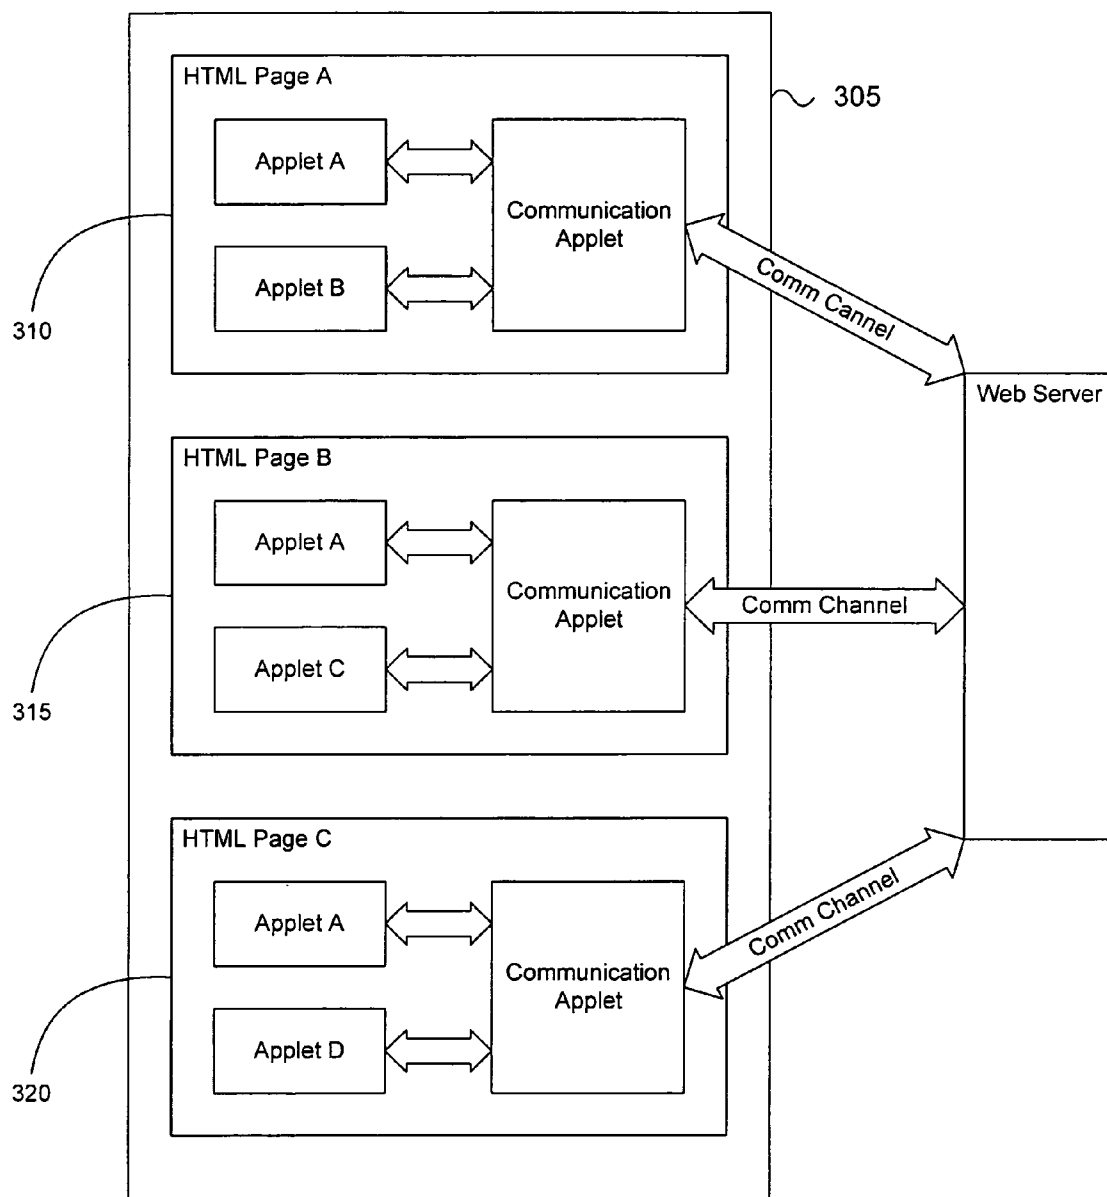 HTML Page A
305
Applet A
Communication
Applet
Applet B
Comm Cannel
310
Web Server
HTML Page B
Applet A
Communication
Applet
Comm Channel
Applet C
315
HTML Page C
Comm Channel
Applet A
Communication
Applet
Applet D
320